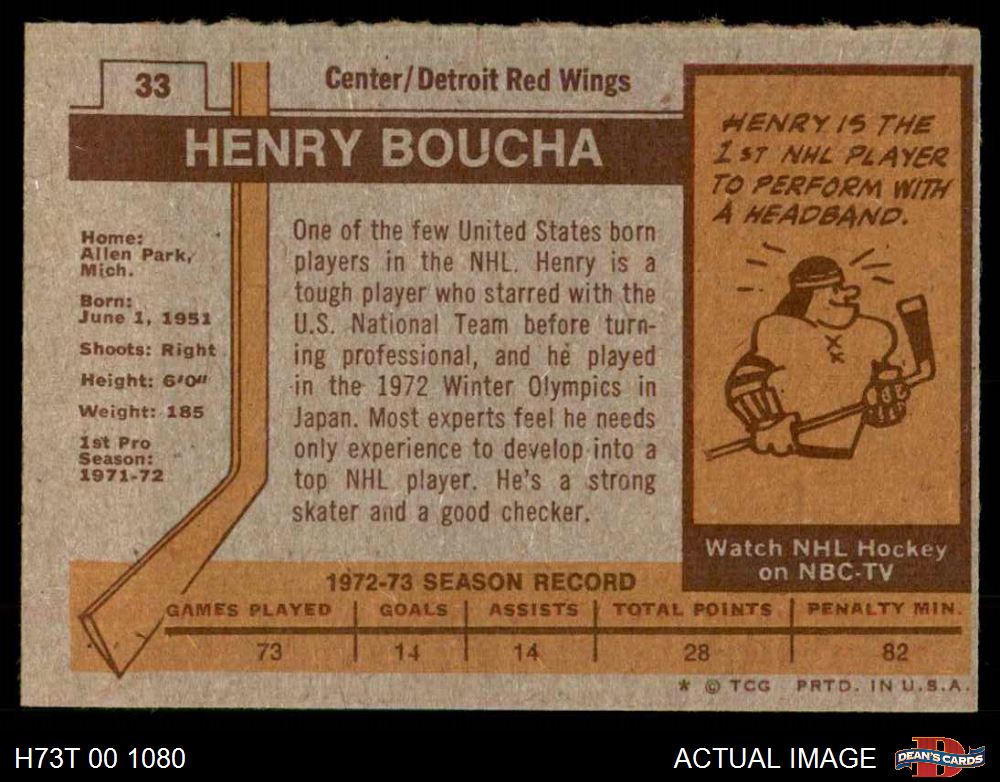 33
Center/Detroit Red Wings
HENRY BOUCHA
Home:
Allen Park,
Mich.
Born:
June 1, 1951
Shoots: Right
Height: 6'0"
Weight: 185
1st Pro
Season:
1971-72
One of the few United States born
players in the NHL. Henry is a
tough player who starred with the
U.S. National Team before turn-
ing professional, and he played
in the 1972 Winter Olympics in
Japan. Most experts feel he needs
only experience to develop into a
top NHL player. He's a strong
skater and a good checker.
HENRY IS THE
1ST NHL PLAYER
TO PERFORM WITH
A HEADBAND.
Watch NHL Hockey
on NBC-TV
1972-73 SEASON RECORD
GAMES PLAYED | GOALS | ASSISTS | TOTAL POINTS | PENALTY MIN.
73 | 14 | 14 | 28 | 82
* © TCG PRTD. IN U.S.A.
H73T 00 1080
ACTUAL IMAGE
D
DEAN'S CARDS